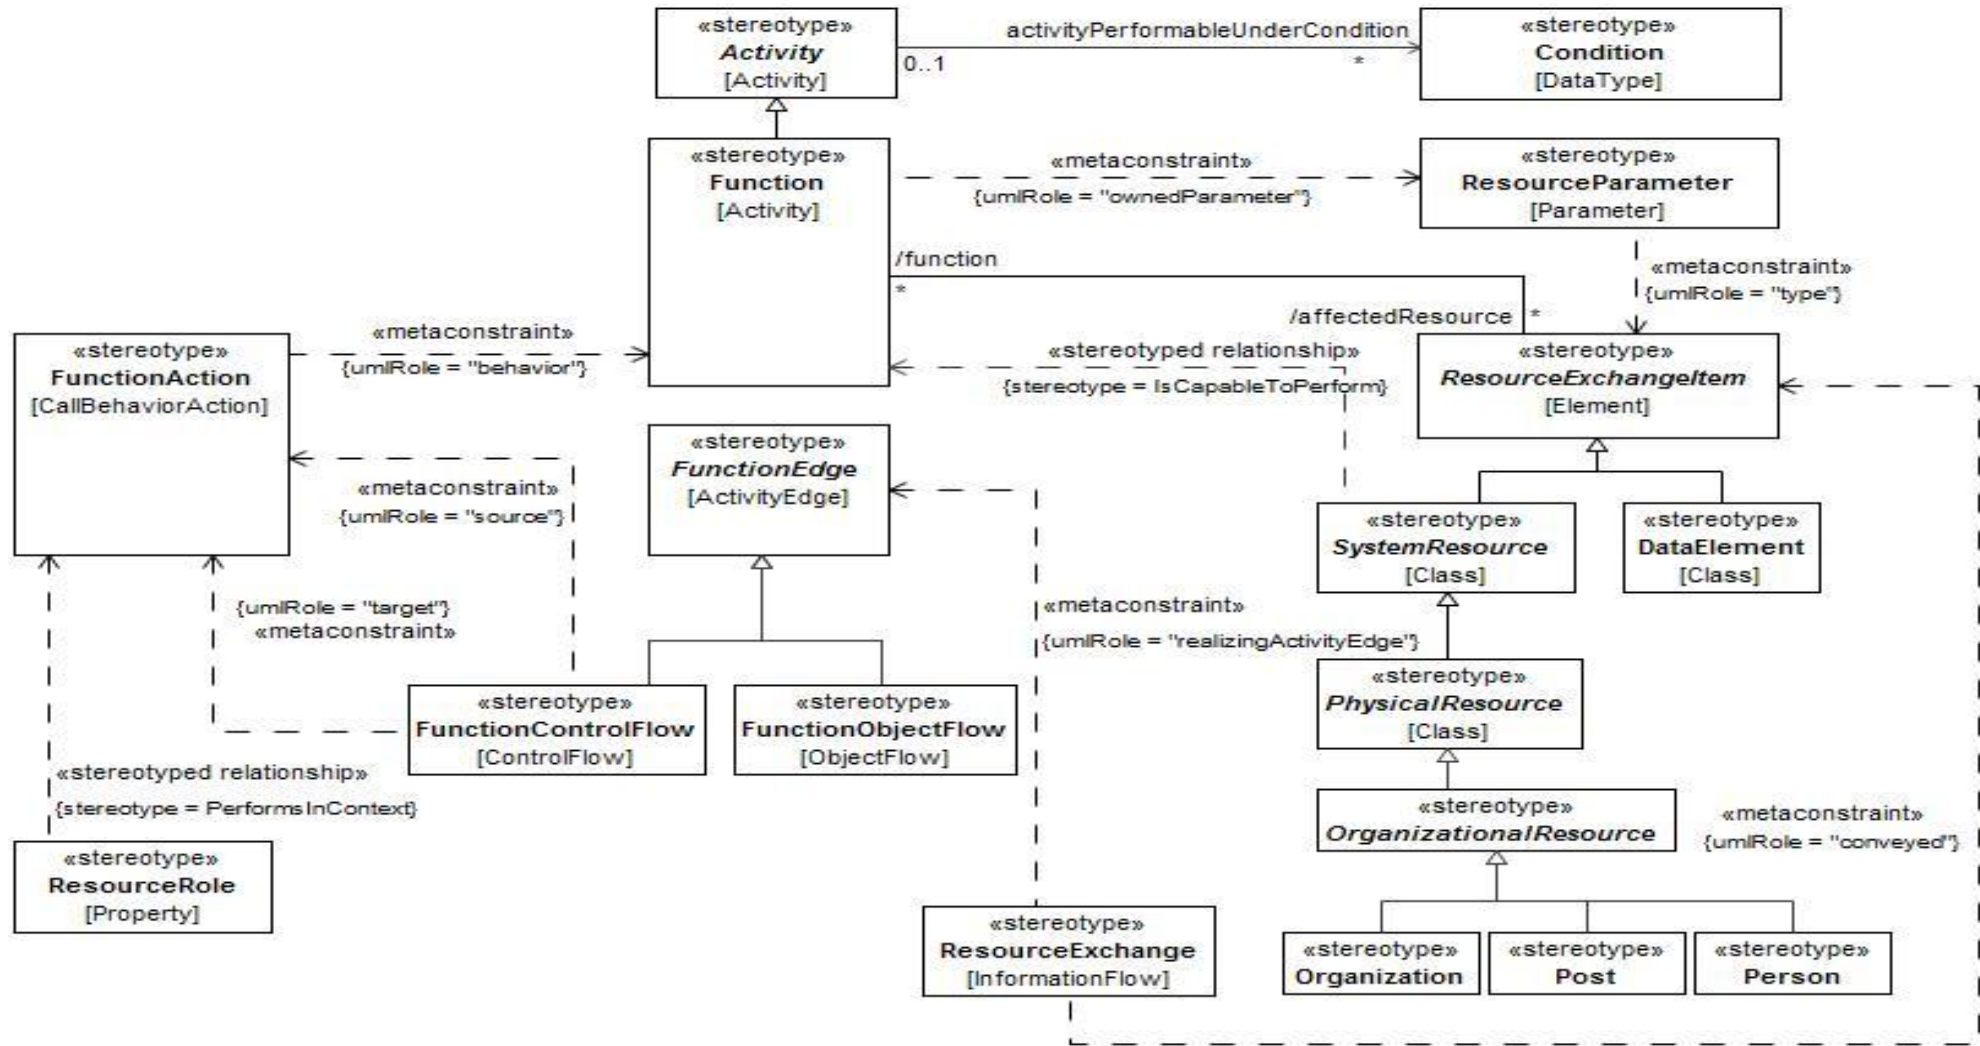 «stereotype»
Activity
[Activity]
activityPerformableUnderCondition
0..1
*
«stereotype»
Condition
[DataType]
«stereotype»
Function
[Activity]
«metaconstraint»
{umlRole = "ownedParameter"}
«stereotype»
ResourceParameter
[Parameter]
/function
*
«metaconstraint»
{umlRole = "type"}
/affectedResource
*
«stereotype»
FunctionAction
[CallBehaviorAction]
«metaconstraint»
{umlRole = "behavior"}
«stereotyped relationship»
{stereotype = IsCapableToPerform}
«stereotype»
ResourceExchangeItem
[Element]
«stereotype»
FunctionEdge
[ActivityEdge]
«metaconstraint»
{umlRole = "source"}
«stereotype»
SystemResource
[Class]
«stereotype»
DataElement
[Class]
{umlRole = "target"}
«metaconstraint»
«metaconstraint»
{umlRole = "realizingActivityEdge"}
«stereotype»
FunctionControlFlow
[ControlFlow]
«stereotype»
FunctionObjectFlow
[ObjectFlow]
«stereotype»
PhysicalResource
[Class]
«stereotyped relationship»
{stereotype = PerformsInContext}
«stereotype»
OrganizationalResource
«metaconstraint»
{umlRole = "conveyed"}
«stereotype»
ResourceRole
[Property]
«stereotype»
ResourceExchange
[InformationFlow]
«stereotype»
Organization
«stereotype»
Post
«stereotype»
Person